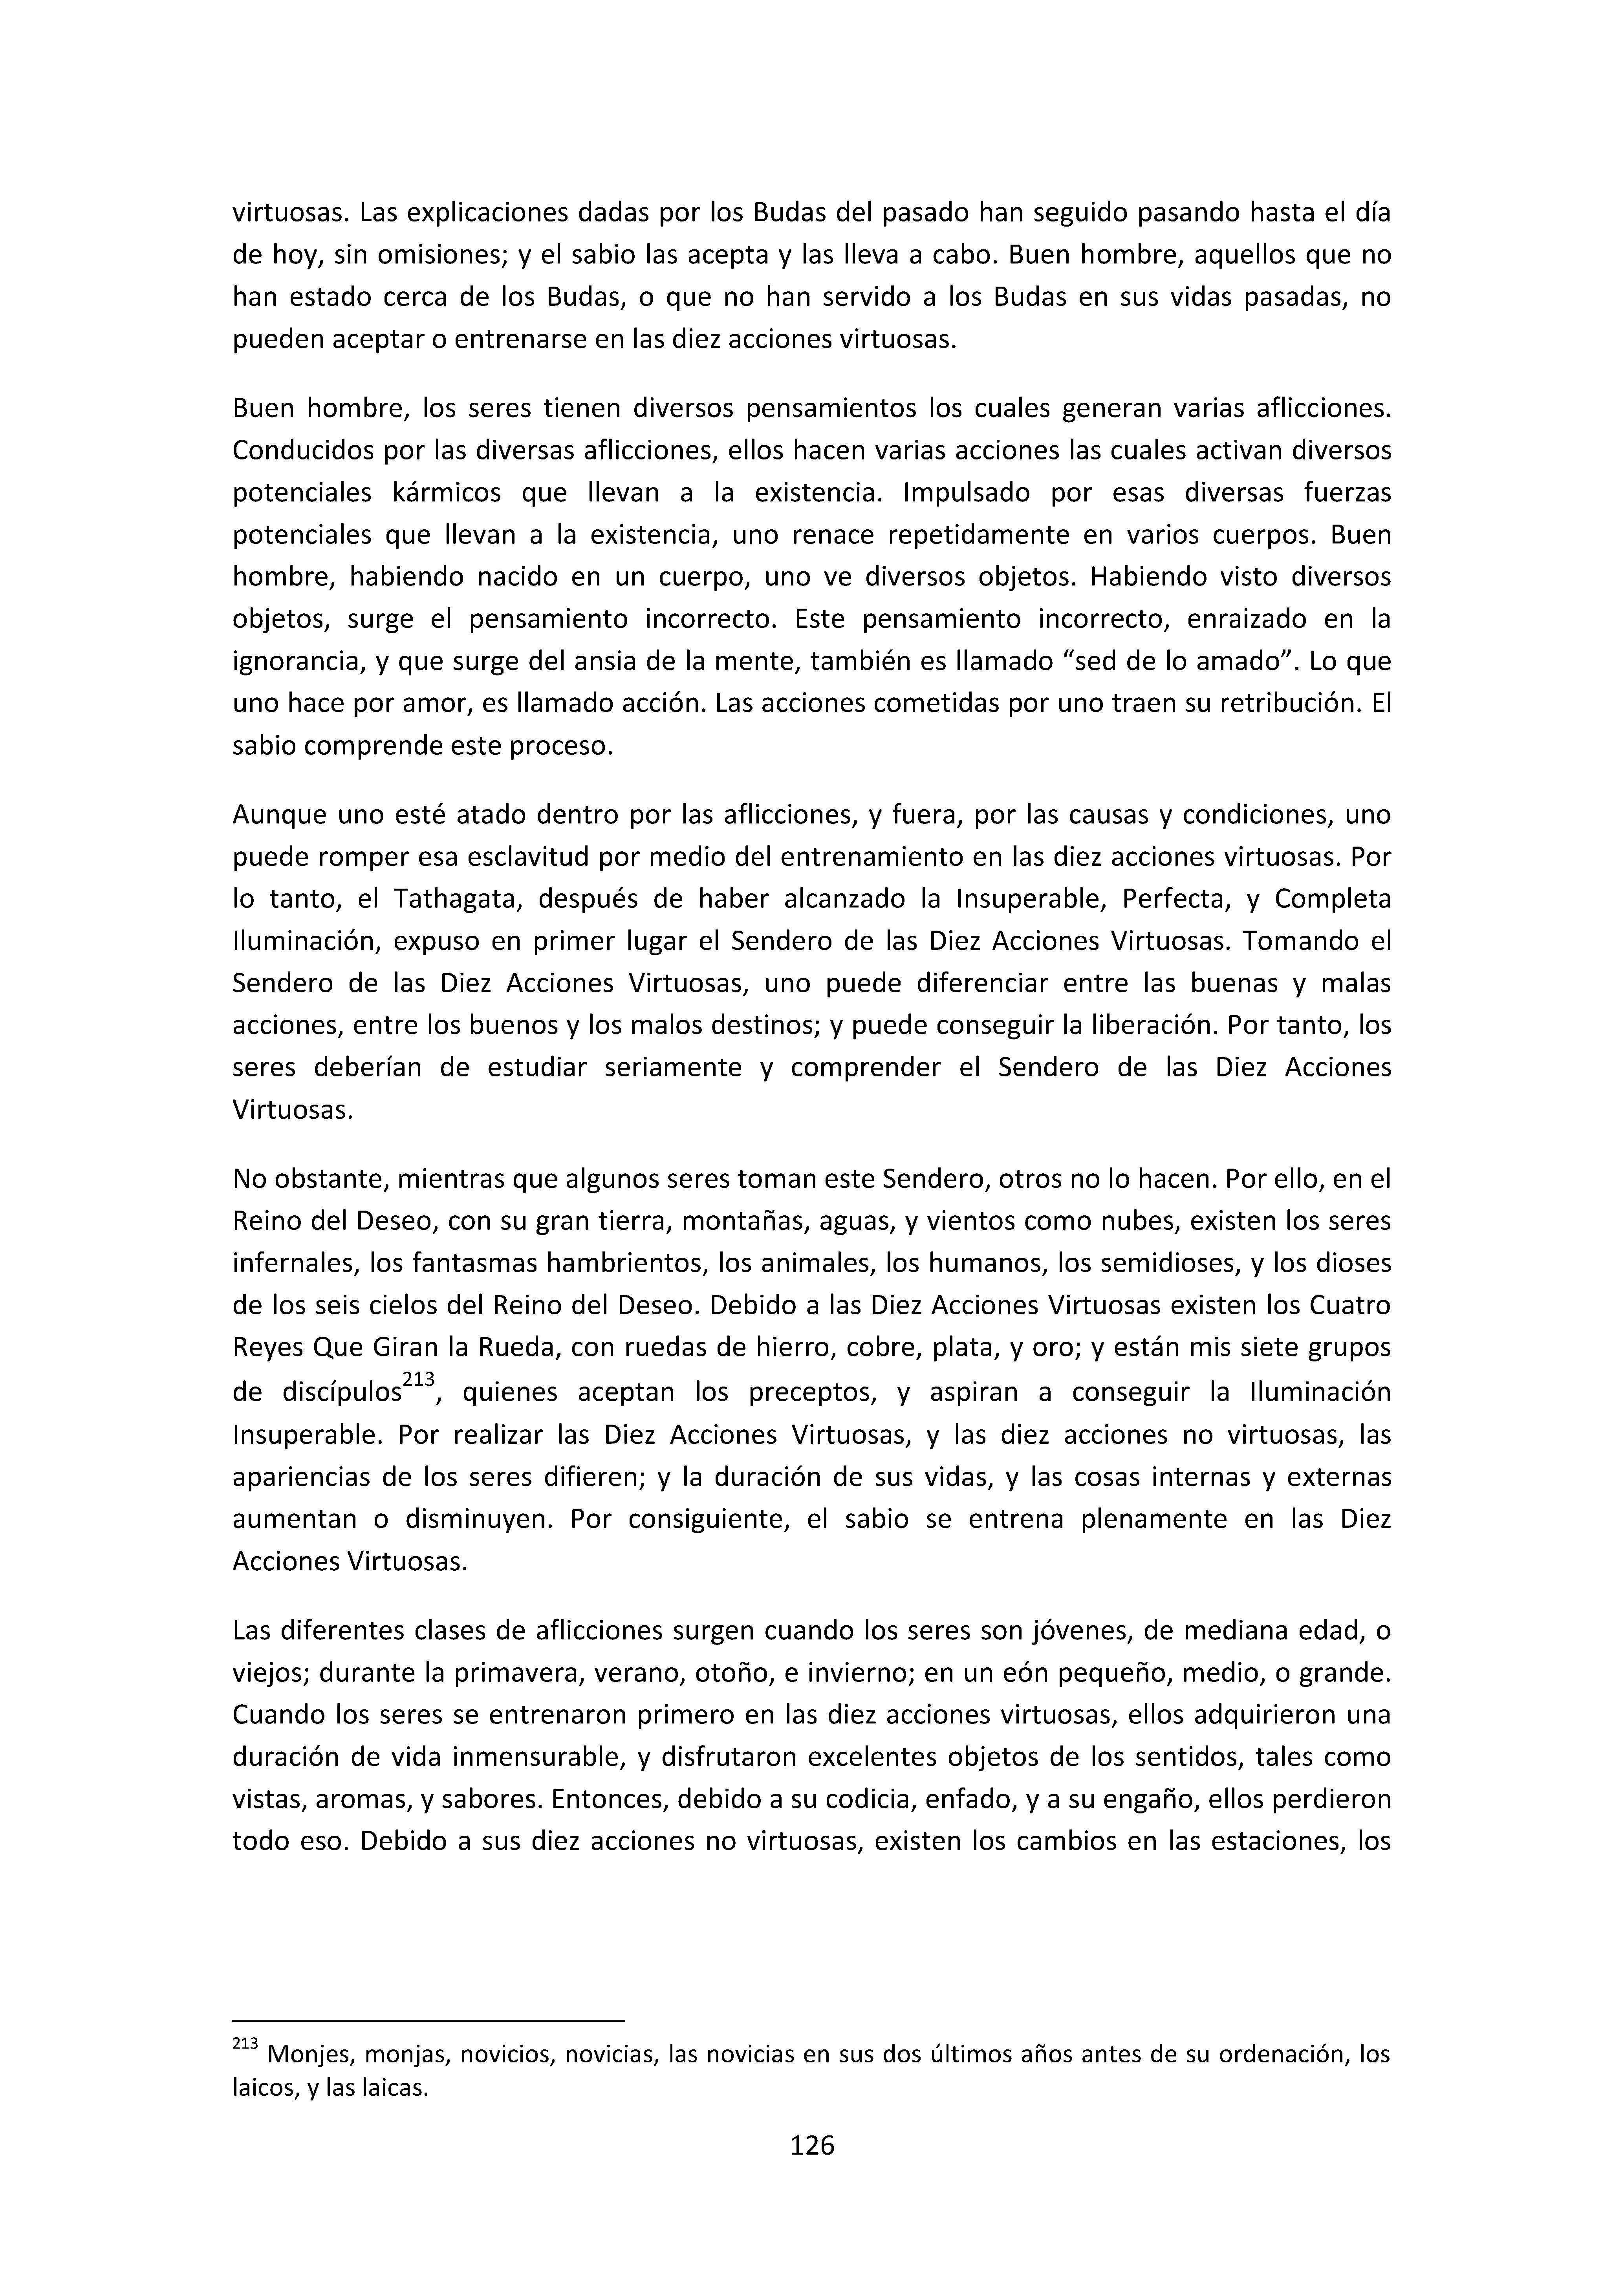 virtuosas. Las explicaciones dadas por los Budas del pasado han seguido pasando hasta el día
de hoy, sin omisiones; y el sabio las acepta y las lleva a cabo. Buen hombre, aquellos que no
han estado cerca de los Budas, o que no han servido a los Budas en sus vidas pasadas, no
pueden aceptar o entrenarse en las diez acciones virtuosas.
Buen hombre, los seres tienen diversos pensamientos los cuales generan varias aflicciones.
Conducidos por las diversas aflicciones, ellos hacen varias acciones las cuales activan diversos
potenciales kármicos que llevan a la existencia. Impulsado por esas diversas fuerzas
potenciales que llevan a la existencia, uno renace repetidamente en varios cuerpos. Buen
hombre, habiendo nacido en un cuerpo, uno ve diversos objetos. Habiendo visto diversos
objetos, surge el pensamiento incorrecto. Este pensamiento incorrecto, enraizado en la
ignorancia, y que surge del ansia de la mente, también es llamado “sed de lo amado”. Lo que
uno hace por amor, es llamado acción. Las acciones cometidas por uno traen su retribución. El
sabio comprende este proceso.
Aunque uno esté atado dentro por las aflicciones, y fuera, por las causas y condiciones, uno
puede romper esa esclavitud por medio del entrenamiento en las diez acciones virtuosas. Por
lo tanto, el Tathagata, después de haber alcanzado la Insuperable, Perfecta, y Completa
Iluminación, expuso en primer lugar el Sendero de las Diez Acciones Virtuosas. Tomando el
Sendero de las Diez Acciones Virtuosas, uno puede diferenciar entre las buenas y malas
acciones, entre los buenos y los malos destinos; y puede conseguir la liberación. Por tanto, los
seres deberían de estudiar seriamente y comprender el Sendero de las Diez Acciones
Virtuosas.
No obstante, mientras que algunos seres toman este Sendero, otros no lo hacen. Por ello, en el
Reino del Deseo, con su gran tierra, montañas, aguas, y vientos como nubes, existen los seres
infernales, los fantasmas hambrientos, los animales, los humanos, los semidioses, y los dioses
de los seis cielos del Reino del Deseo. Debido a las Diez Acciones Virtuosas existen los Cuatro
Reyes Que Giran la Rueda, con ruedas de hierro, cobre, plata, y oro; y están mis siete grupos
de discípulos213, quienes aceptan los preceptos, y aspiran a conseguir la Iluminación
Insuperable. Por realizar las Diez Acciones Virtuosas, y las diez acciones no virtuosas, las
apariencias de los seres difieren; y la duración de sus vidas, y las cosas internas y externas
aumentan o disminuyen. Por consiguiente, el sabio se entrena plenamente en las Diez
Acciones Virtuosas.
Las diferentes clases de aflicciones surgen cuando los seres son jóvenes, de mediana edad, o
viejos; durante la primavera, verano, otoño, e invierno; en un eón pequeño, medio, o grande.
Cuando los seres se entrenaron primero en las diez acciones virtuosas, ellos adquirieron una
duración de vida inmensurable, y disfrutaron excelentes objetos de los sentidos, tales como
vistas, aromas, y sabores. Entonces, debido a su codicia, enfado, y a su engaño, ellos perdieron
todo eso. Debido a sus diez acciones no virtuosas, existen los cambios en las estaciones, los
213 Monjes, monjas, novicios, novicias, las novicias en sus dos últimos años antes de su ordenación, los
laicos, y las laicas.
126